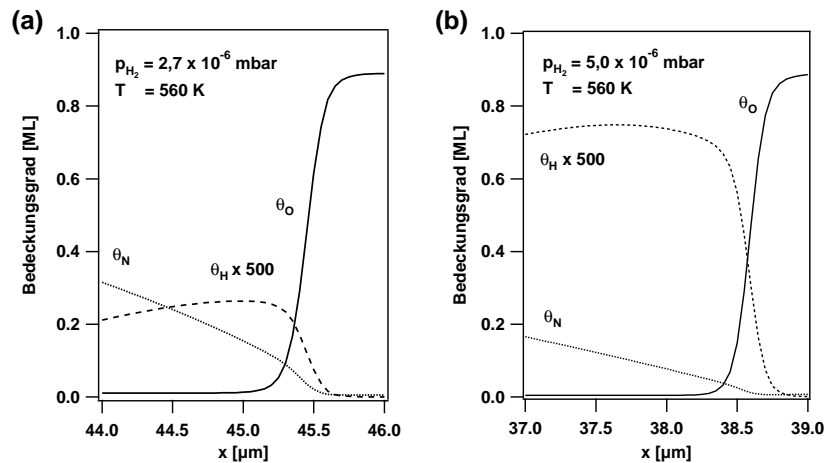 (a)
Bedeckungsgrad [ML]
1.0
0.8
0.6
0.4
0.2
0.0
p_H₂ = 2,7 x 10⁻⁶ mbar
T = 560 K
θ_O
θ_N
θ_H x 500
44.0 44.5 45.0 45.5 46.0
x [µm]
(b)
Bedeckungsgrad [ML]
1.0
0.8
0.6
0.4
0.2
0.0
p_H₂ = 5,0 x 10⁻⁶ mbar
T = 560 K
θ_O
θ_H x 500
θ_N
37.0 37.5 38.0 38.5 39.0
x [µm]